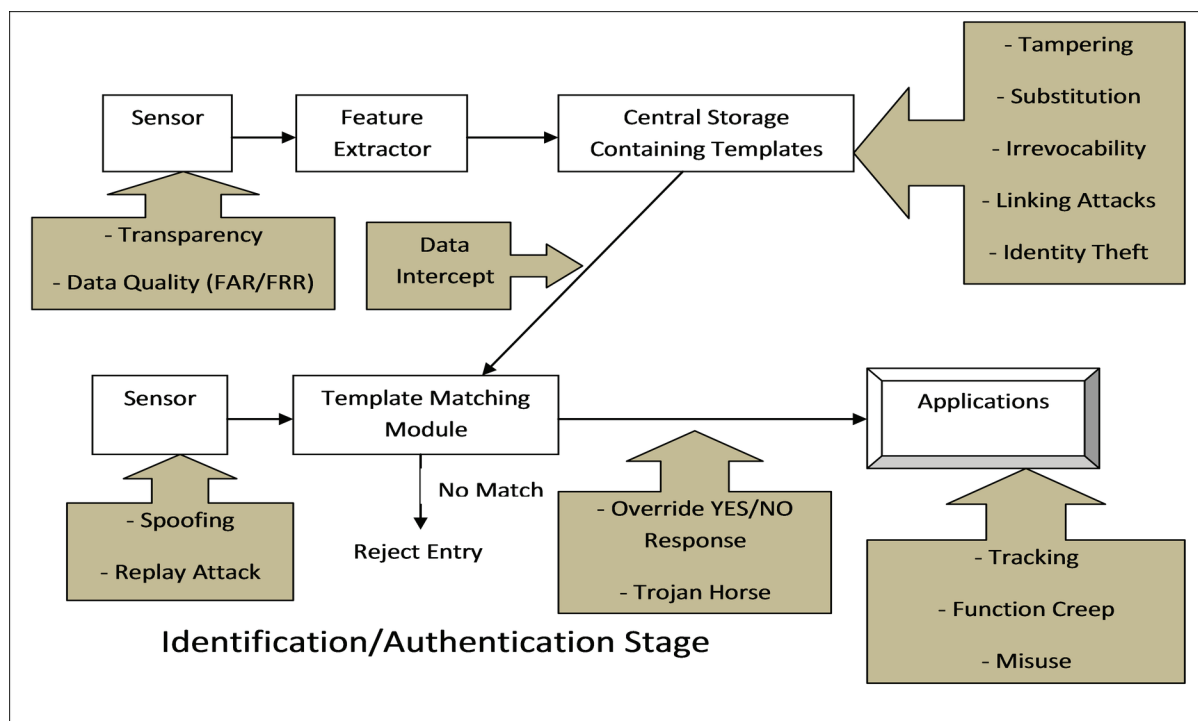 Sensor
Feature
Extractor
Central Storage
Containing Templates
- Tampering
- Substitution
- Irrevocability
- Linking Attacks
- Identity Theft
- Transparency
- Data Quality (FAR/FRR)
Data
Intercept
Sensor
Template Matching
Module
Applications
No Match
Reject Entry
- Spoofing
- Replay Attack
- Override YES/NO
Response
- Trojan Horse
- Tracking
- Function Creep
- Misuse
Identification/Authentication Stage